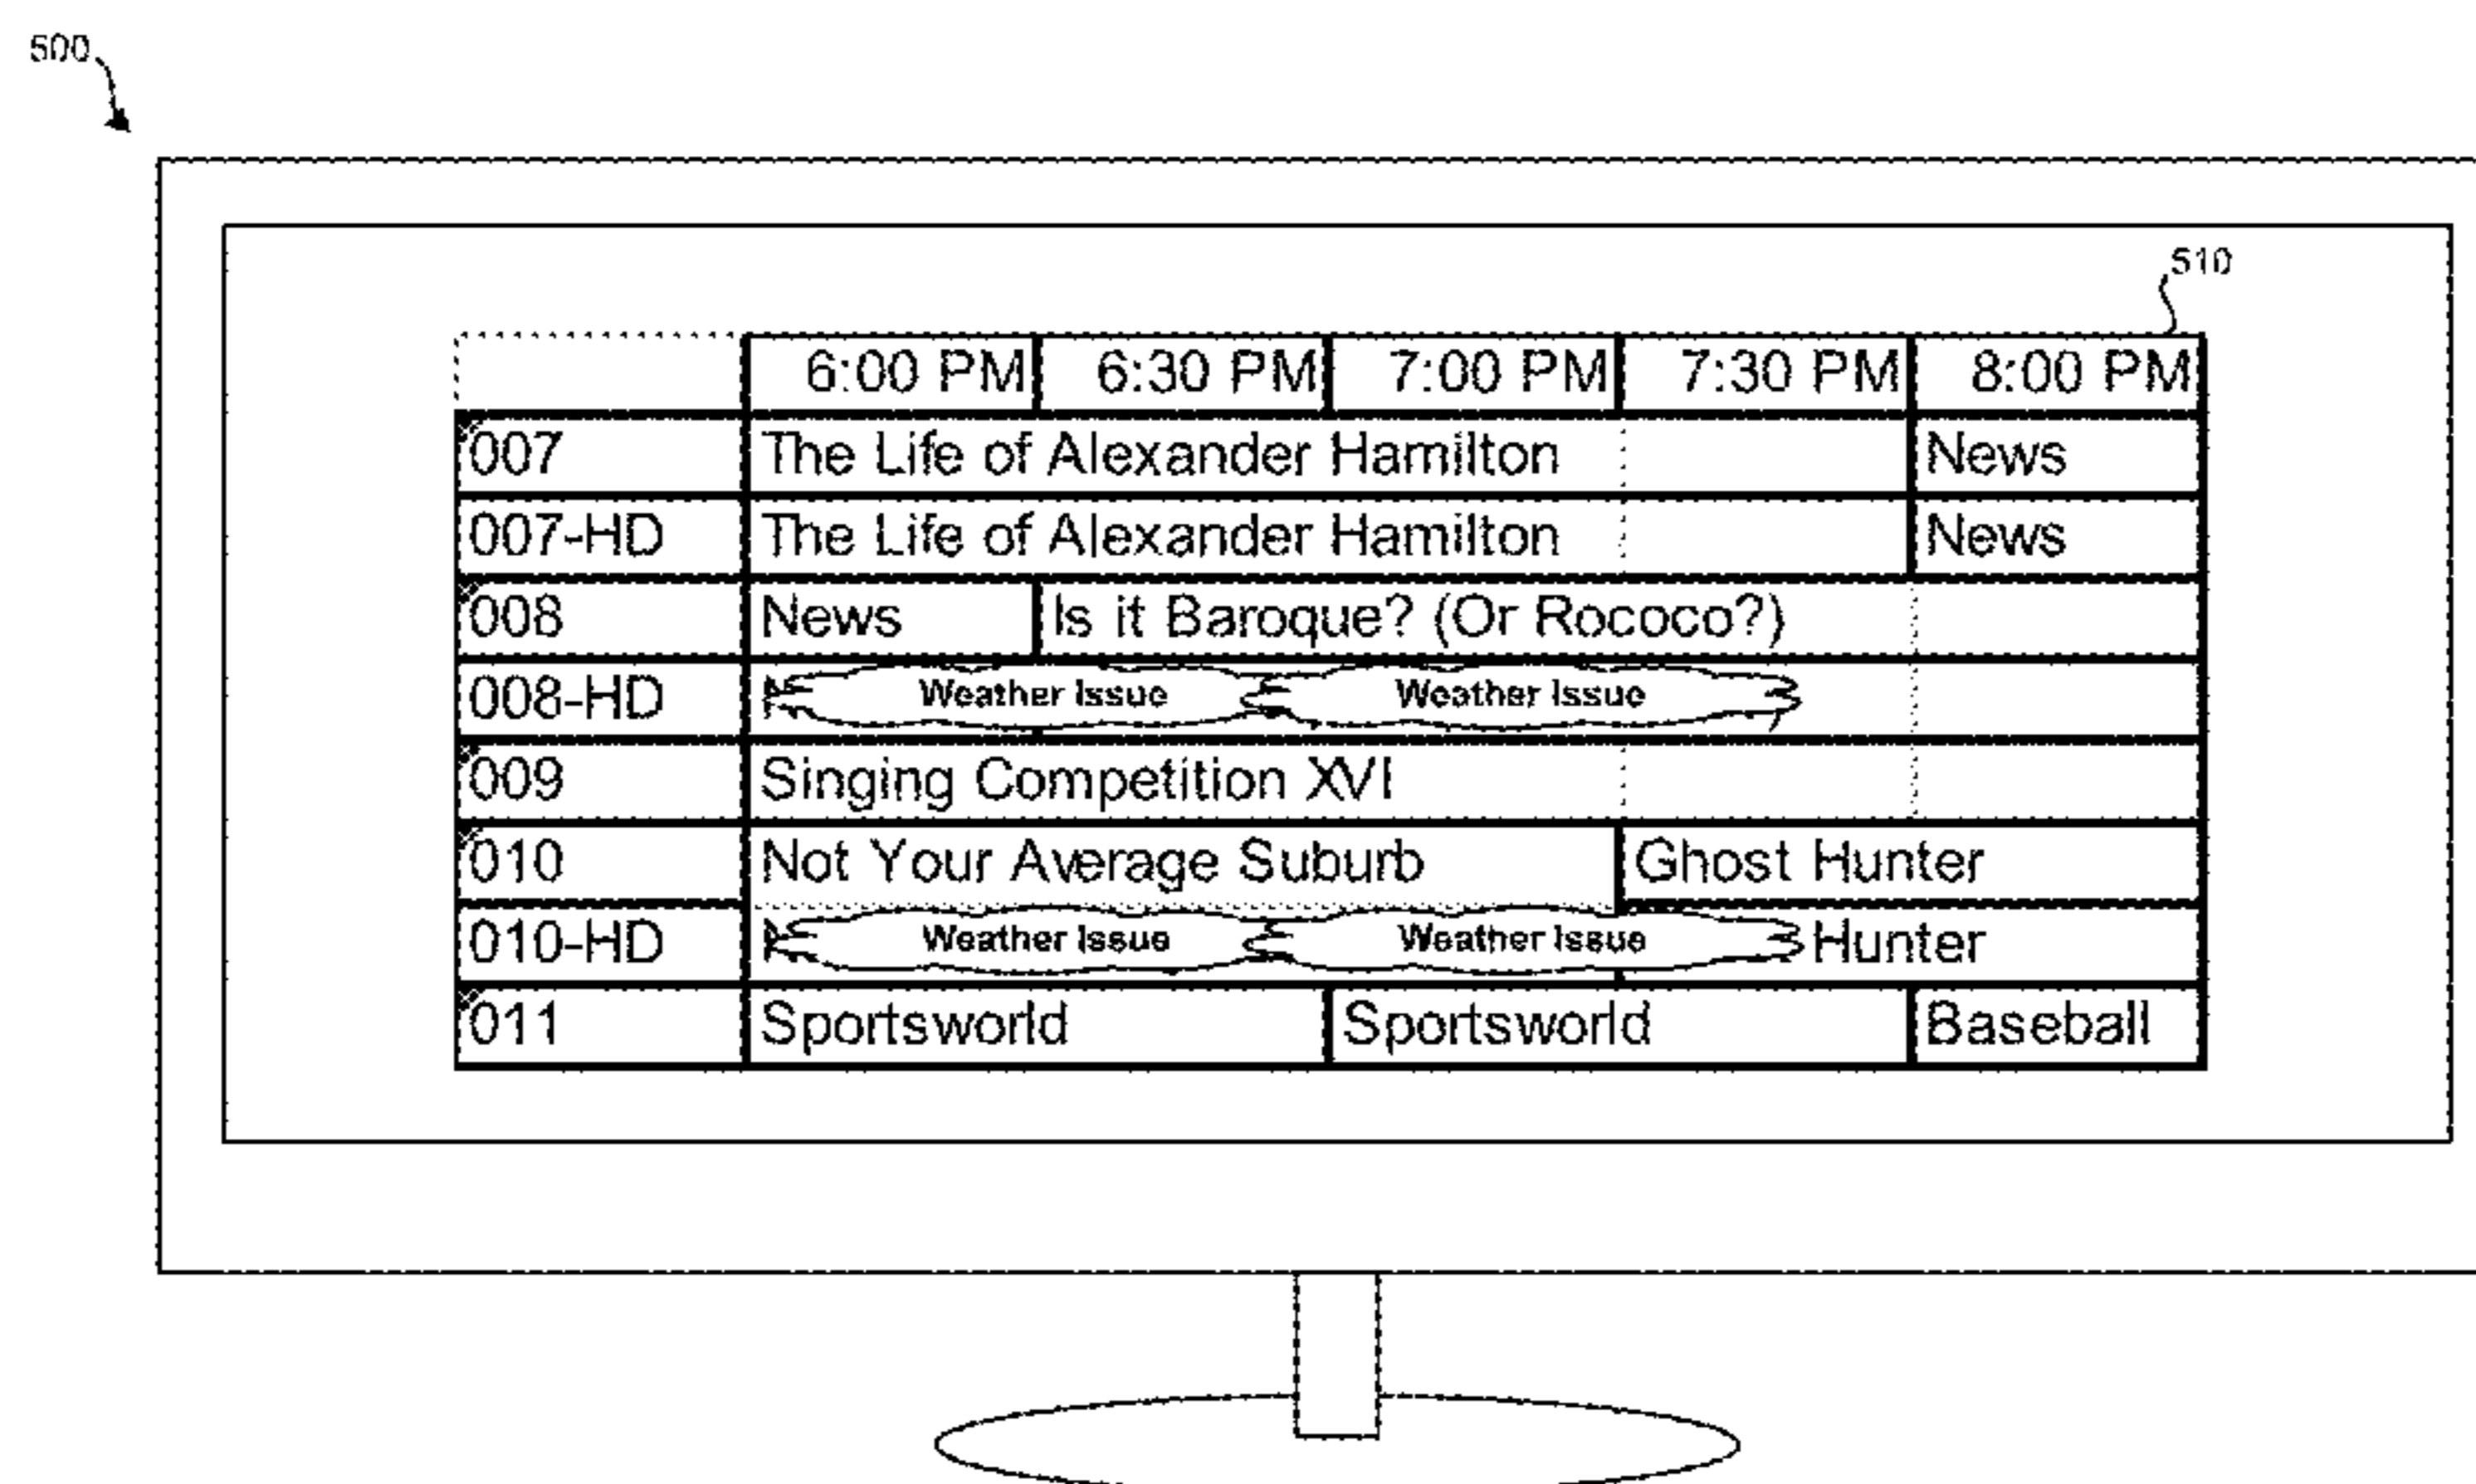 500
510
6:00 PM 6:30 PM 7:00 PM 7:30 PM 8:00 PM
007 The Life of Alexander Hamilton News
007-HD The Life of Alexander Hamilton News
008 News Is it Baroque? (Or Rococo?)
008-HD Weather Issue Weather Issue
009 Singing Competition XVI
010 Not Your Average Suburb Ghost Hunter
010-HD Weather Issue Weather Issue Hunter
011 Sportsworld Sportsworld Baseball